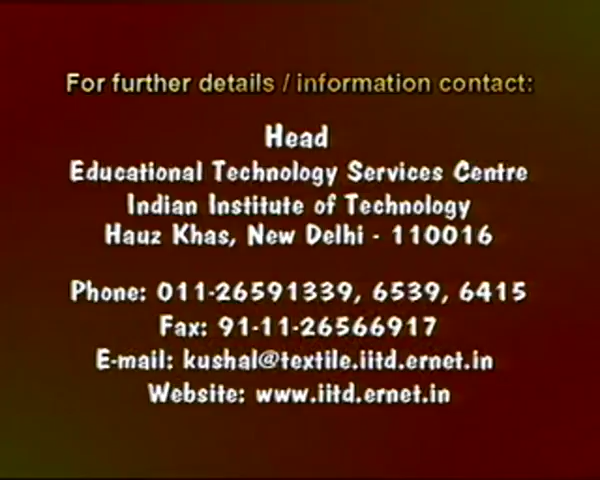 For further details / information contact:
Head
Educational Technology Services Centre
Indian Institute of Technology
Hauz Khas, New Delhi - 110016
Phone: 011-26591339, 6539, 6415
Fax: 91-11-26566917
E-mail: kushal@textile.iitd.ernet.in
Website: www.iitd.ernet.in